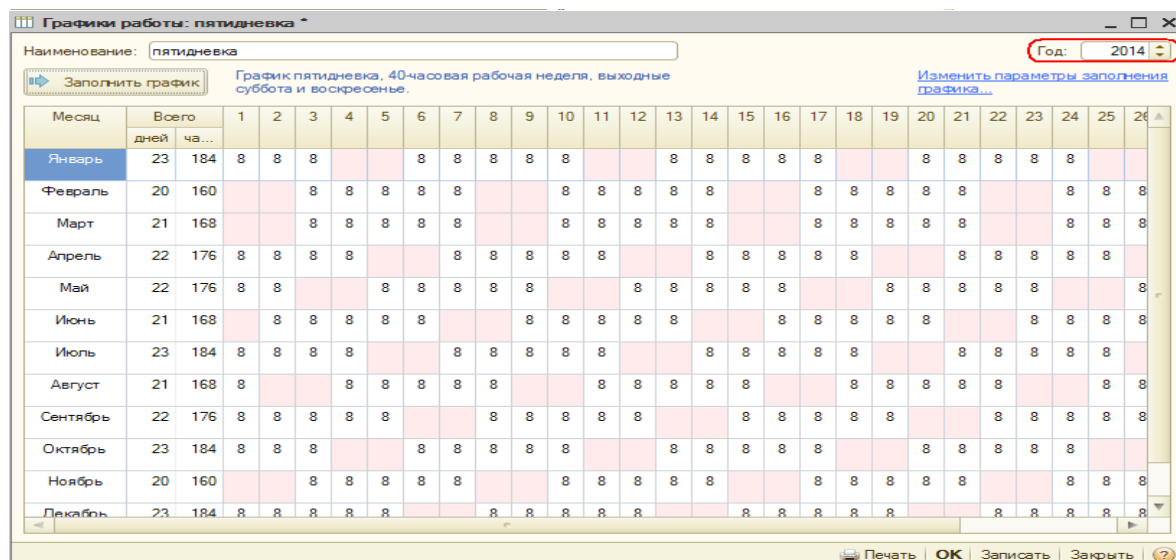 Графики работы: пятидневка *
Наименование: пятидневка Год: 2014
Заполнить график График пятидневка, 40-часовая рабочая неделя, выходные суббота и воскресенье. Изменить параметры заполнения графика...
Месяц Всего 1 2 3 4 5 6 7 8 9 10 11 12 13 14 15 16 17 18 19 20 21 22 23 24 25 26
дней ча...
Январь 23 184 8 8 8 8 8 8 8 8 8 8 8 8 8 8 8 8 8 8
Февраль 20 160 8 8 8 8 8 8 8 8 8 8 8 8 8 8 8 8 8 8
Март 21 168 8 8 8 8 8 8 8 8 8 8 8 8 8 8 8 8 8 8
Апрель 22 176 8 8 8 8 8 8 8 8 8 8 8 8 8 8 8 8 8 8 8
Май 22 176 8 8 8 8 8 8 8 8 8 8 8 8 8 8 8 8 8 8
Июнь 21 168 8 8 8 8 8 8 8 8 8 8 8 8 8 8 8 8 8 8 8
Июль 23 184 8 8 8 8 8 8 8 8 8 8 8 8 8 8 8 8 8 8 8
Август 21 168 8 8 8 8 8 8 8 8 8 8 8 8 8 8 8 8 8 8
Сентябрь 22 176 8 8 8 8 8 8 8 8 8 8 8 8 8 8 8 8 8 8 8 8
Октябрь 23 184 8 8 8 8 8 8 8 8 8 8 8 8 8 8 8 8 8 8
Ноябрь 20 160 8 8 8 8 8 8 8 8 8 8 8 8 8 8 8 8 8 8
Декабрь 23 184 8 8 8 8 8 8 8 8 8 8 8 8 8 8 8 8 8 8 8 8
Печать OK Записать Закрыть ?